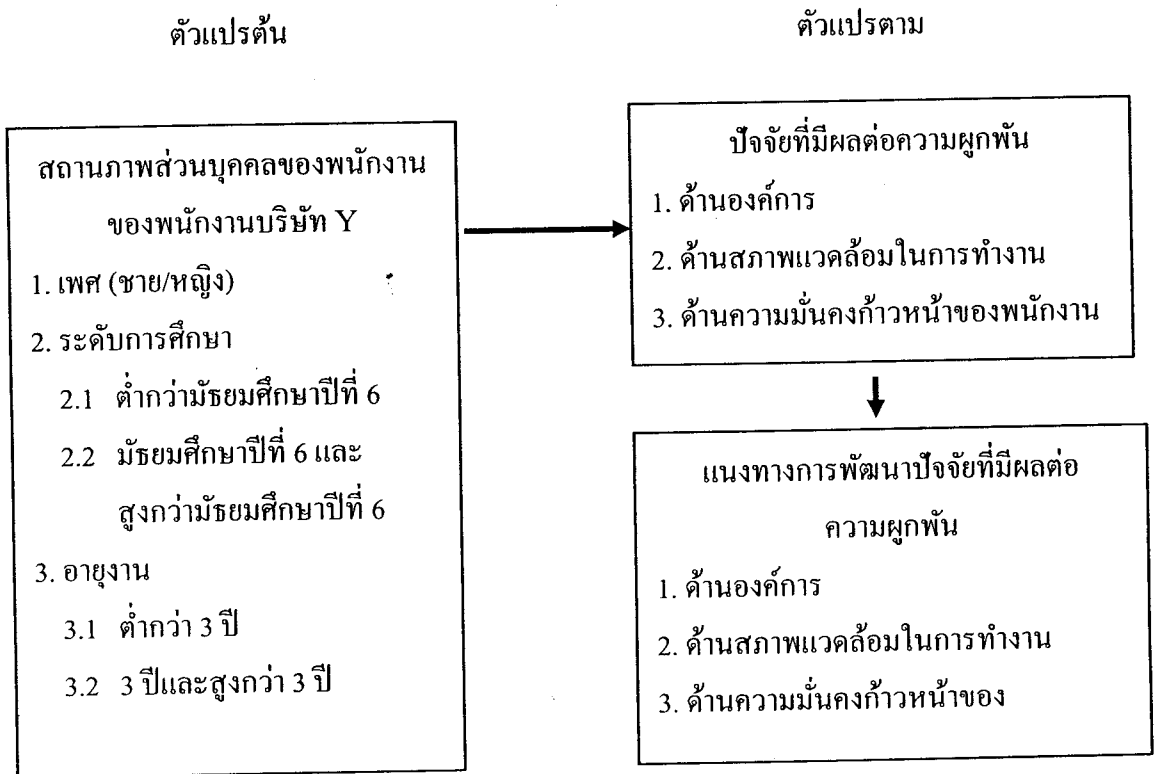 ตัวแปรต้น
ตัวแปรตาม
สถานภาพส่วนบุคคลของพนักงาน
ของพนักงานบริษัท Y
1. เพศ (ชาย/หญิง)
2. ระดับการศึกษา
2.1 ต่ำกว่ามัธยมศึกษาปีที่ 6
2.2 มัธยมศึกษาปีที่ 6 และ
สูงกว่ามัธยมศึกษาปีที่ 6
3. อายุงาน
3.1 ต่ำกว่า 3 ปี
3.2 3 ปีและสูงกว่า 3 ปี
ปัจจัยที่มีผลต่อความผูกพัน
1. ด้านองค์การ
2. ด้านสภาพแวดล้อมในการทำงาน
3. ด้านความมั่นคงก้าวหน้าของพนักงาน
แนงทางการพัฒนาปัจจัยที่มีผลต่อ
ความผูกพัน
1. ด้านองค์การ
2. ด้านสภาพแวดล้อมในการทำงาน
3. ด้านความมั่นคงก้าวหน้าของ